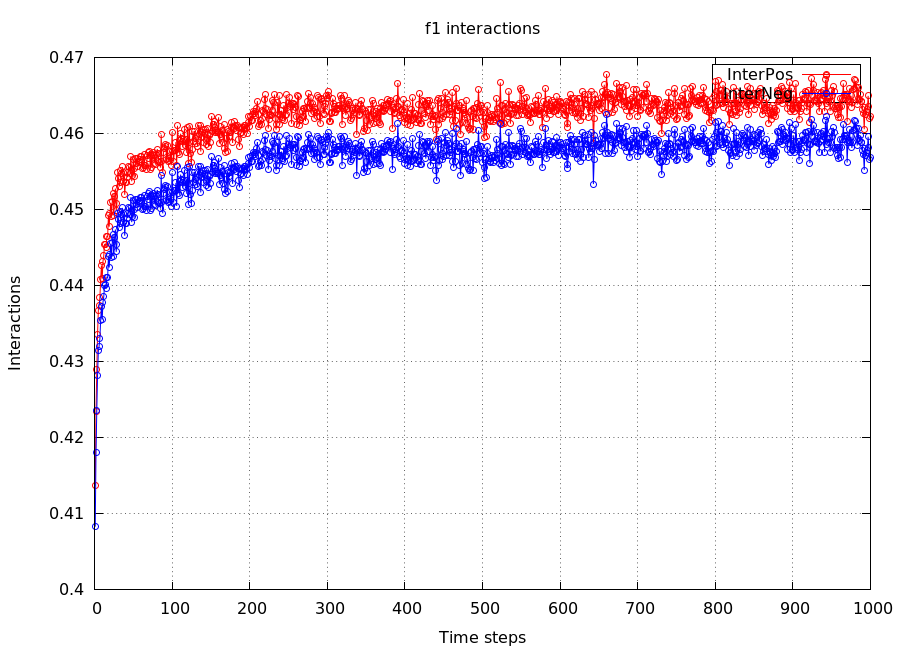 f1 interactions
0.47
0.46
0.45
0.44
0.43
0.42
0.41
0.4
Interactions
InterPos
InterNeg
0 100 200 300 400 500 600 700 800 900 1000
Time steps